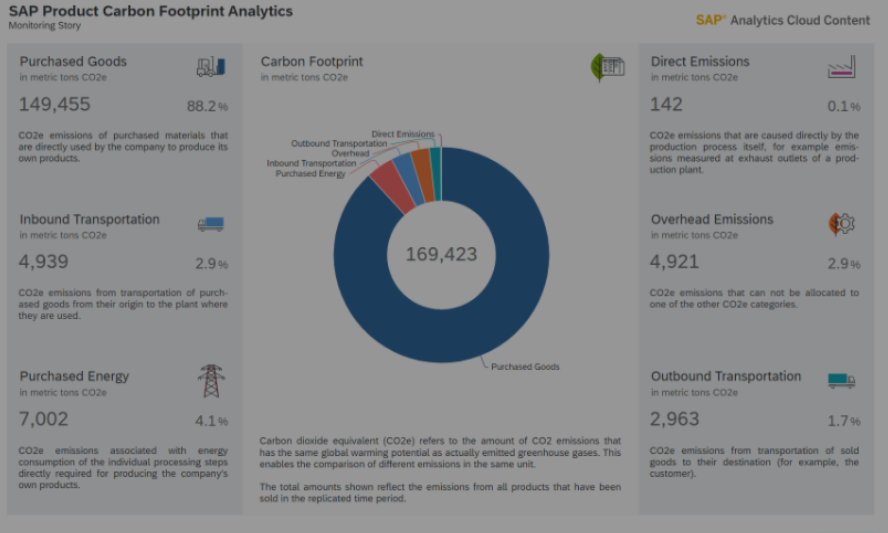 SAP Product Carbon Footprint Analytics
Monitoring Story
SAP Analytics Cloud Content
Purchased Goods
in metric tons CO2e
149,455
88.2%
CO2e emissions of purchased materials that
are directly used by the company to produce its
own products.
Inbound Transportation
in metric tons CO2e
4,939
2.9%
CO2e emissions from transportation of purch-
ased goods from their origin to the plant where
they are used.
Purchased Energy
in metric tons CO2e
7,002
4.1%
CO2e emissions associated with energy
consumption of the individual processing steps
directly required for producing the company's
own products.
Carbon Footprint
in metric tons CO2e
Direct Emissions
Outbound Transportation
Overhead
Inbound Transportation
Purchased Energy
169,423
Purchased Goods
Carbon dioxide equivalent (CO2e) refers to the amount of CO2 emissions that
has the same global warming potential as actually emitted greenhouse gases. This
enables the comparison of different emissions in the same unit.
The total amounts shown reflect the emissions from all products that have been
sold in the replicated time period.
Direct Emissions
in metric tons CO2e
142
0.1%
CO2e emissions that are caused directly by the
production process itself, for example emis-
sions measured at exhaust outlets of a prod-
uction plant.
Overhead Emissions
in metric tons CO2e
4,921
2.9%
CO2e emissions that can not be allocated to
one of the other CO2e categories.
Outbound Transportation
in metric tons CO2e
2,963
1.7%
CO2e emissions from transportation of sold
goods to their destination (for example, the
customer).